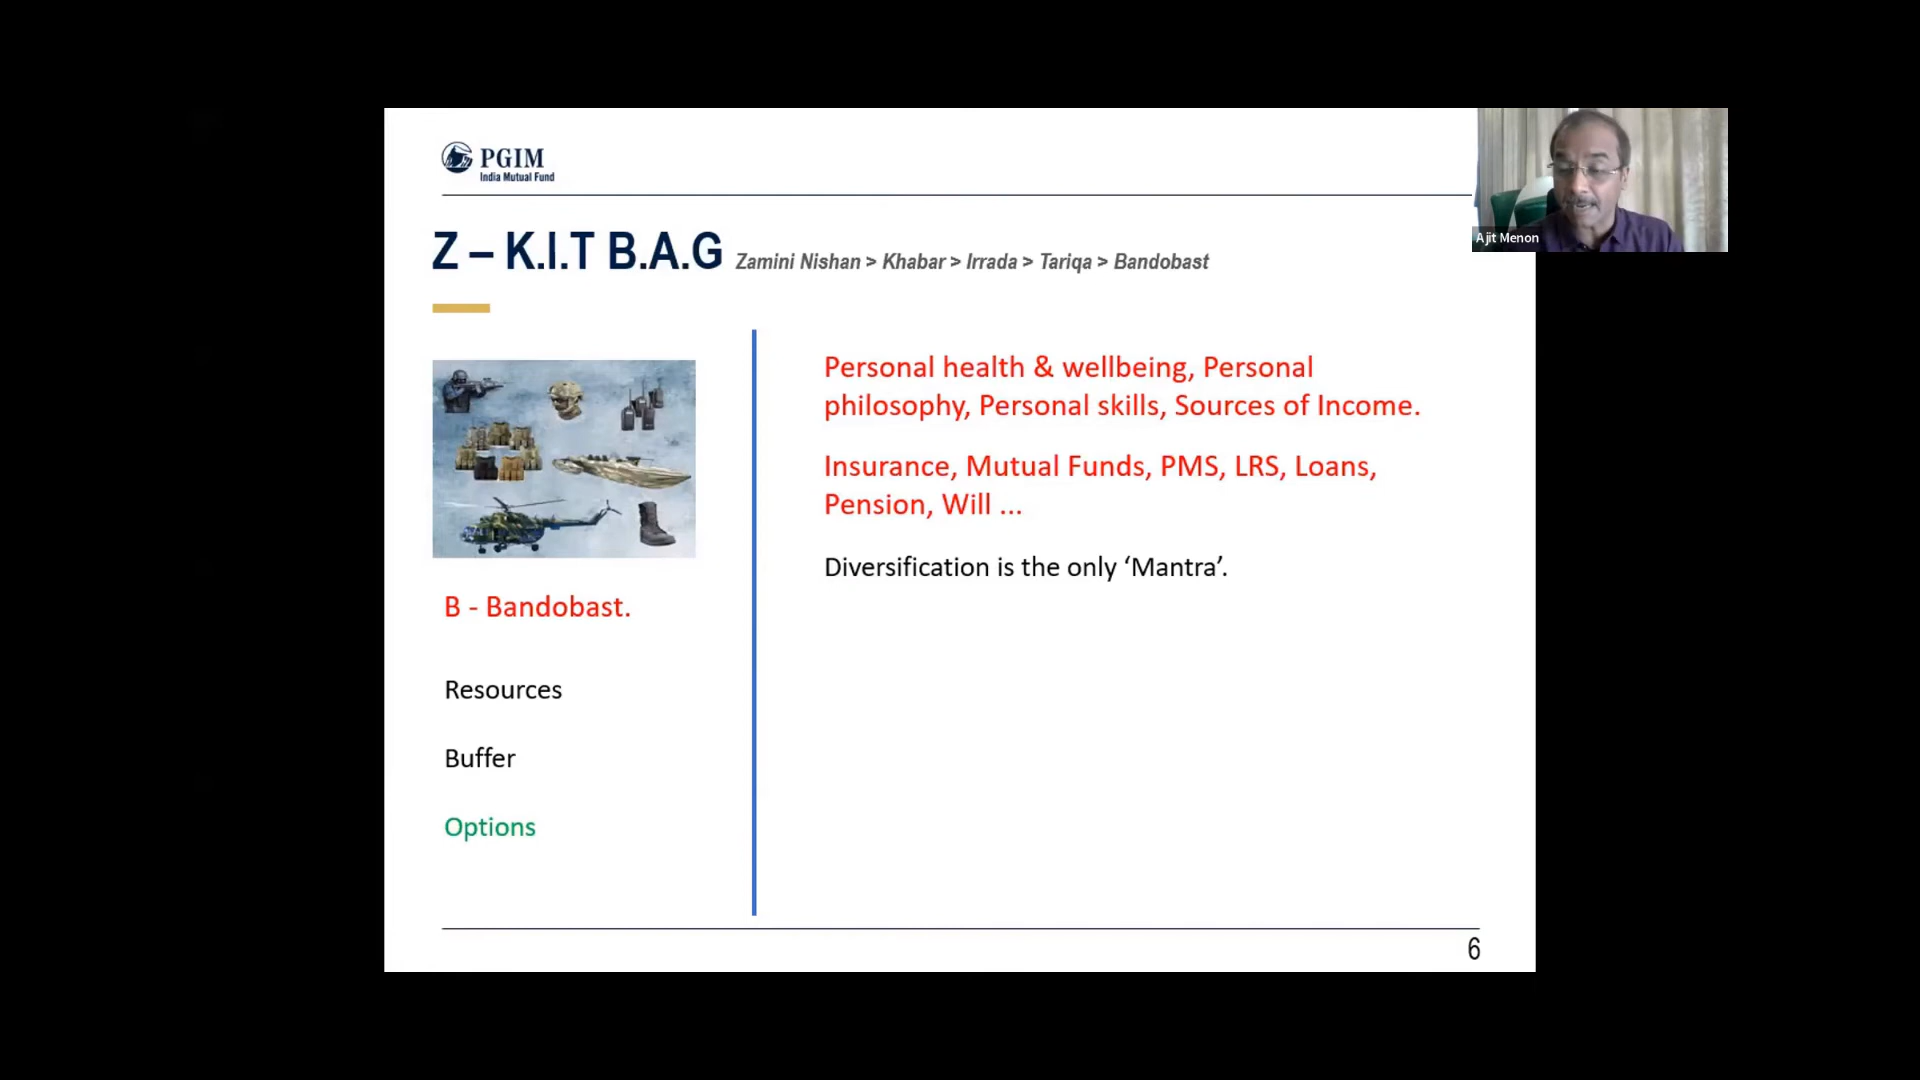 PGIM
India Mutual Fund
Ajit Menon
Z – K.I.T B.A.G Zamini Nishan > Khabar > Irrada > Tariqa > Bandobast
Personal health & wellbeing, Personal
philosophy, Personal skills, Sources of Income.
Insurance, Mutual Funds, PMS, LRS, Loans,
Pension, Will ...
Diversification is the only ‘Mantra’.
B - Bandobast.
Resources
Buffer
Options
6